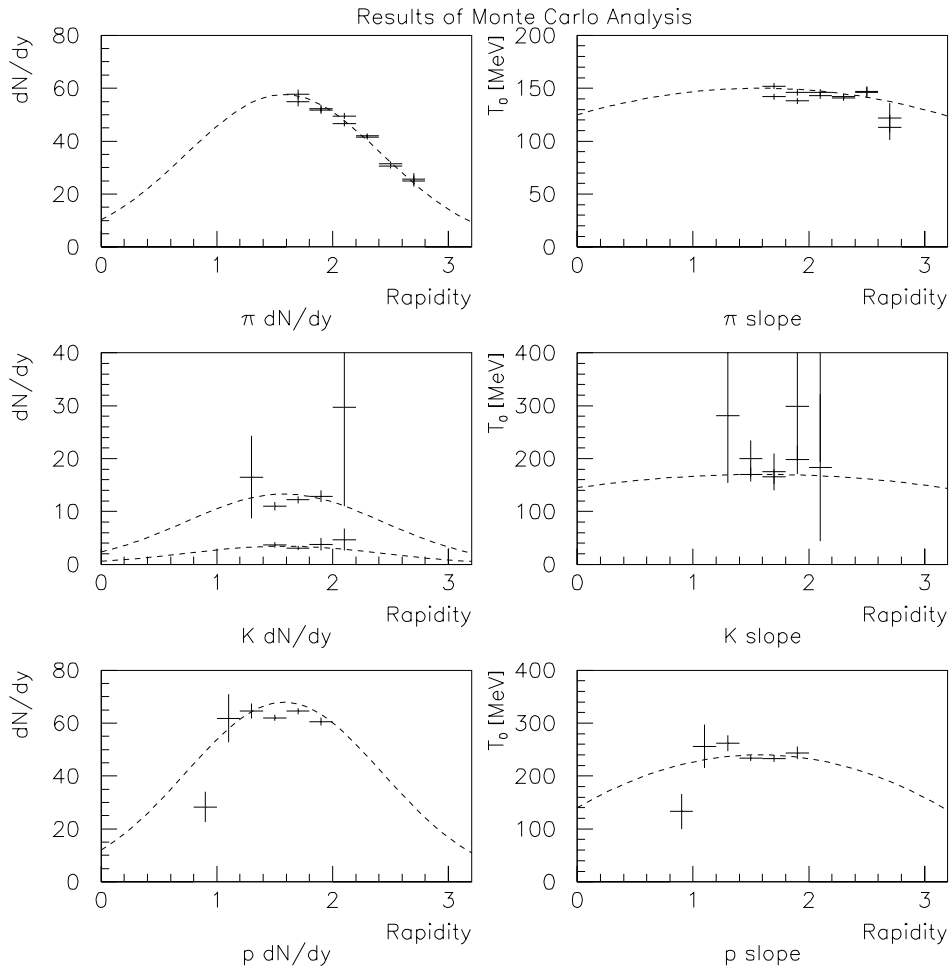 Results of Monte Carlo Analysis
dN/dy
80
60
40
20
0
0 1 2 3
Rapidity
π dN/dy
T₀ [MeV]
200
150
100
50
0
0 1 2 3
Rapidity
π slope
dN/dy
40
30
20
10
0
0 1 2 3
Rapidity
K dN/dy
T₀ [MeV]
400
300
200
100
0
0 1 2 3
Rapidity
K slope
dN/dy
80
60
40
20
0
0 1 2 3
Rapidity
p dN/dy
T₀ [MeV]
400
300
200
100
0
0 1 2 3
Rapidity
p slope